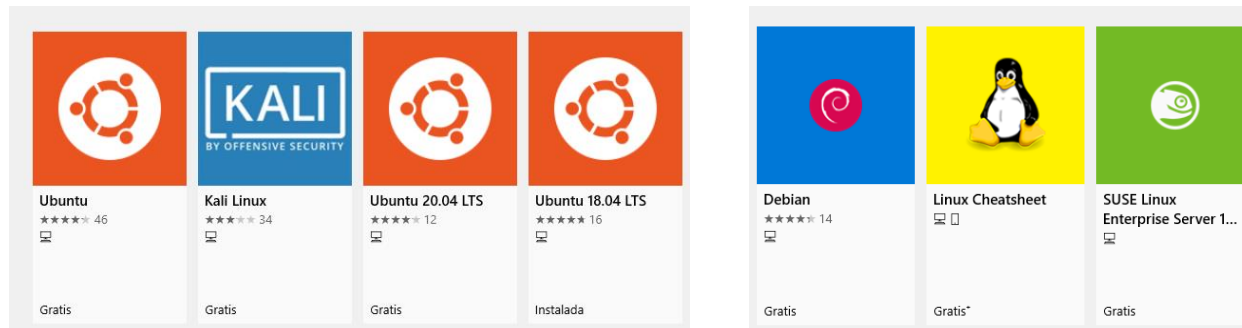 KALI
BY OFFENSIVE SECURITY
Ubuntu
46
Gratis
Kali Linux
34
Gratis
Ubuntu 20.04 LTS
12
Gratis
Ubuntu 18.04 LTS
16
Instalada
Debian
14
Gratis
Linux Cheatsheet
Gratis*
SUSE Linux
Enterprise Server 1...
Gratis